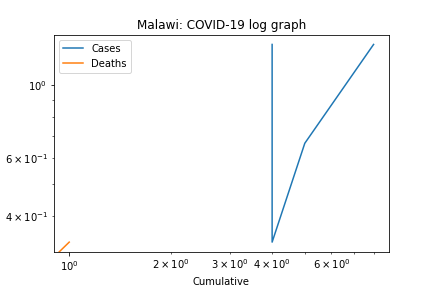 Malawi: COVID-19 log graph
Cases
Deaths
10⁰
6 × 10⁻¹
4 × 10⁻¹
10⁰ 2 × 10⁰ 3 × 10⁰ 4 × 10⁰ 6 × 10⁰
Cumulative